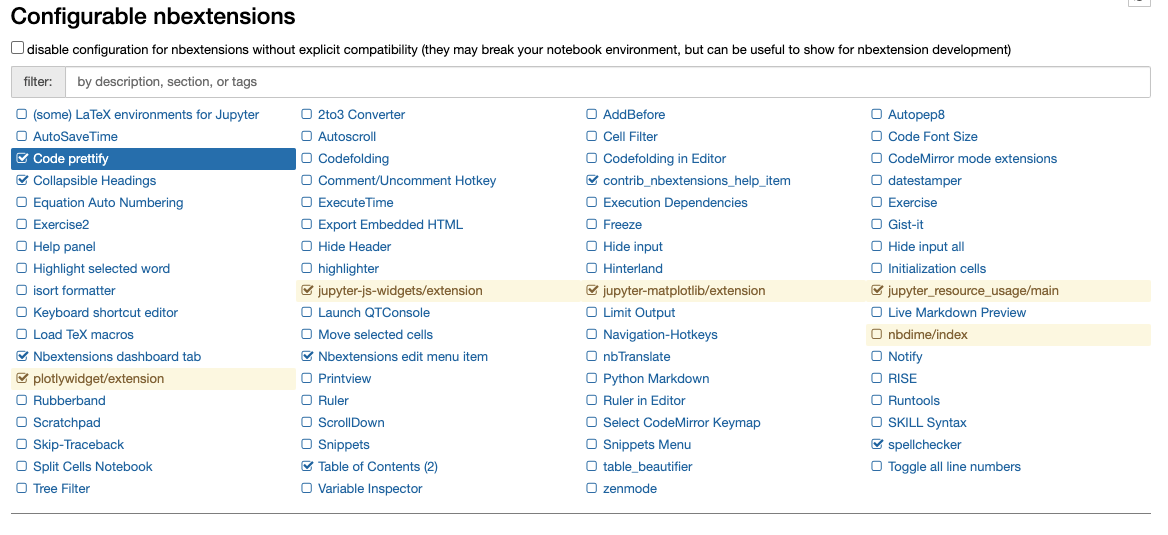 Configurable nbextensions
disable configuration for nbextensions without explicit compatibility (they may break your notebook environment, but can be useful to show for nbextension development)
filter: by description, section, or tags
(some) LaTeX environments for Jupyter 2to3 Converter AddBefore Autopep8
AutoSaveTime Autoscroll Cell Filter Code Font Size
Code prettify Codefolding Codefolding in Editor CodeMirror mode extensions
Collapsible Headings Comment/Uncomment Hotkey contrib_nbextensions_help_item datestamper
Equation Auto Numbering ExecuteTime Execution Dependencies Exercise
Exercise2 Export Embedded HTML Freeze Gist-it
Help panel Hide Header Hide input Hide input all
Highlight selected word highlighter Hinterland Initialization cells
isort formatter jupyter-js-widgets/extension jupyter-matplotlib/extension jupyter_resource_usage/main
Keyboard shortcut editor Launch QTConsole Limit Output Live Markdown Preview
Load TeX macros Move selected cells Navigation-Hotkeys nbdime/index
Nbextensions dashboard tab Nbextensions edit menu item nbTranslate Notify
plotlywidget/extension Printview Python Markdown RISE
Rubberband Ruler Ruler in Editor Runtools
Scratchpad ScrollDown Select CodeMirror Keymap SKILL Syntax
Skip-Traceback Snippets Snippets Menu spellchecker
Split Cells Notebook Table of Contents (2) table_beautifier Toggle all line numbers
Tree Filter Variable Inspector zenmode